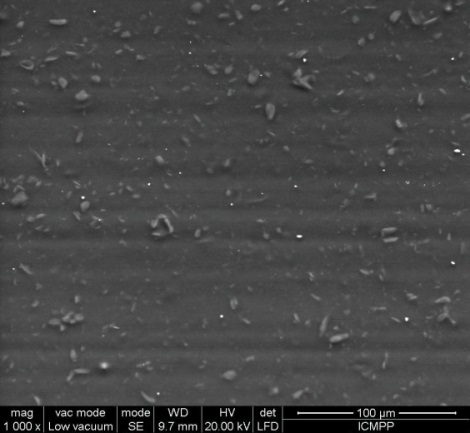 mag vac mode mode WD HV det 100 µm
1 000 x Low vacuum SE 9.7 mm 20.00 kV LFD ICMPP